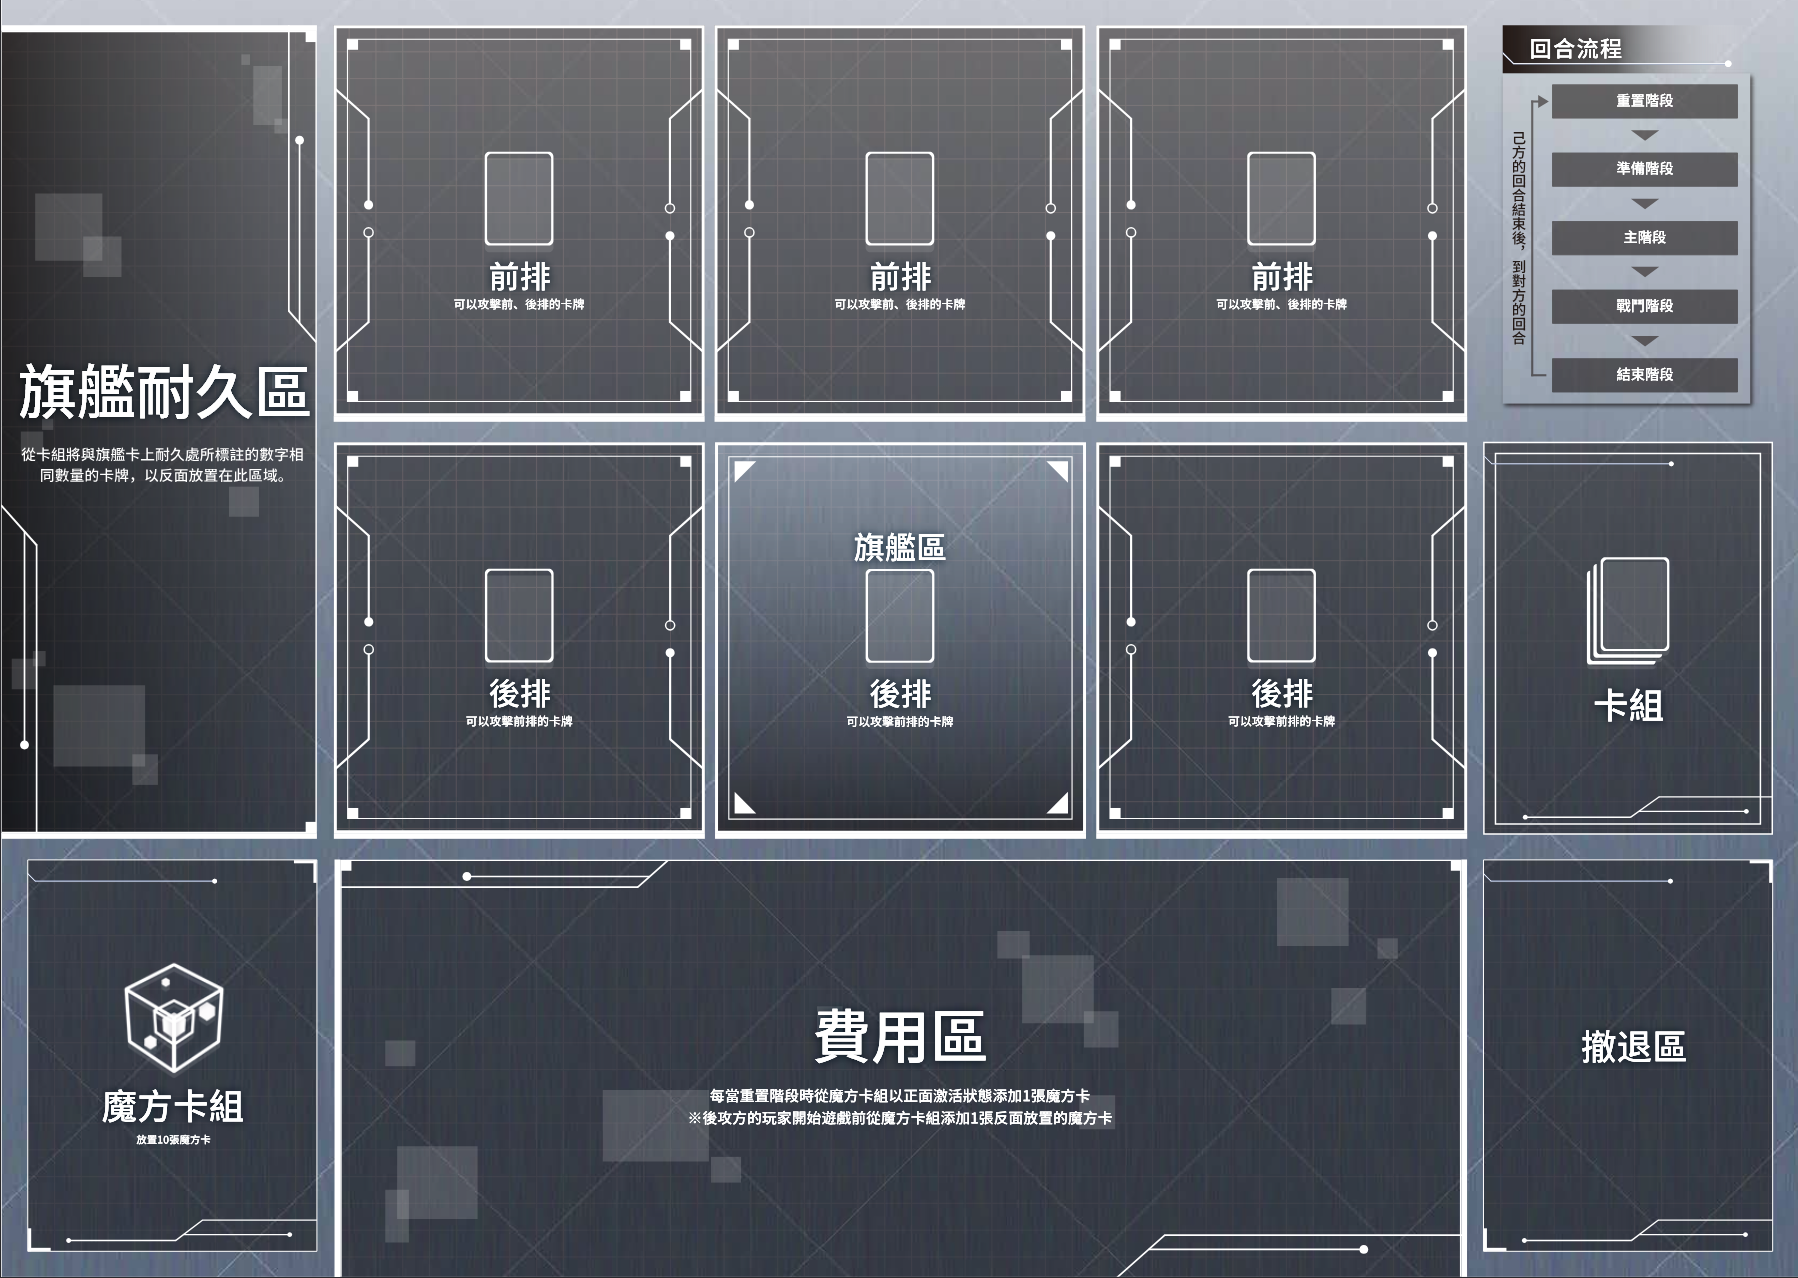 回合流程
重置階段
準備階段
主階段
戰鬥階段
結束階段
己方的回合結束後，到對方的回合
前排
可以攻擊前、後排的卡牌
前排
可以攻擊前、後排的卡牌
前排
可以攻擊前、後排的卡牌
旗艦耐久區
從卡組將與旗艦卡上耐久處所標註的數字相
同數量的卡牌，以反面放置在此區域。
後排
可以攻擊前排的卡牌
旗艦區
後排
可以攻擊前排的卡牌
後排
可以攻擊前排的卡牌
卡組
魔方卡組
放置10張魔方卡
費用區
每當重置階段時從魔方卡組以正面激活狀態添加1張魔方卡
※後攻方的玩家開始遊戲前從魔方卡組添加1張反面放置的魔方卡
撤退區